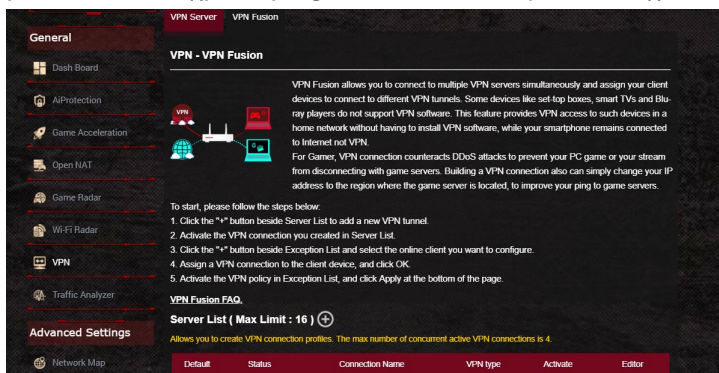 VPN Server VPN Fusion
General
VPN - VPN Fusion
Dash Board
AiProtection
Game Acceleration
Open NAT
Game Radar
Wi-Fi Radar
VPN
Traffic Analyzer
Advanced Settings
Network Map
VPN
VPN Fusion allows you to connect to multiple VPN servers simultaneously and assign your client
devices to connect to different VPN tunnels. Some devices like set-top boxes, smart TVs and Blu-
ray players do not support VPN software. This feature provides VPN access to such devices in a
home network without having to install VPN software, while your smartphone remains connected
to Internet not VPN.
For Gamer, VPN connection counteracts DDoS attacks to prevent your PC game or your stream
from disconnecting with game servers. Building a VPN connection also can simply change your IP
address to the region where the game server is located, to improve your ping to game servers.
To start, please follow the steps below:
1. Click the "+" button beside Server List to add a new VPN tunnel.
2. Activate the VPN connection you created in Server List.
3. Click the "+" button beside Exception List and select the online client you want to configure.
4. Assign a VPN connection to the client device, and click OK.
5. Activate the VPN policy in Exception List, and click Apply at the bottom of the page.
VPN Fusion FAQ.
Server List ( Max Limit : 16 )
Allows you to create VPN connection profiles. The max number of concurrent active VPN connections is 4.
Default Status Connection Name VPN type Activate Editor